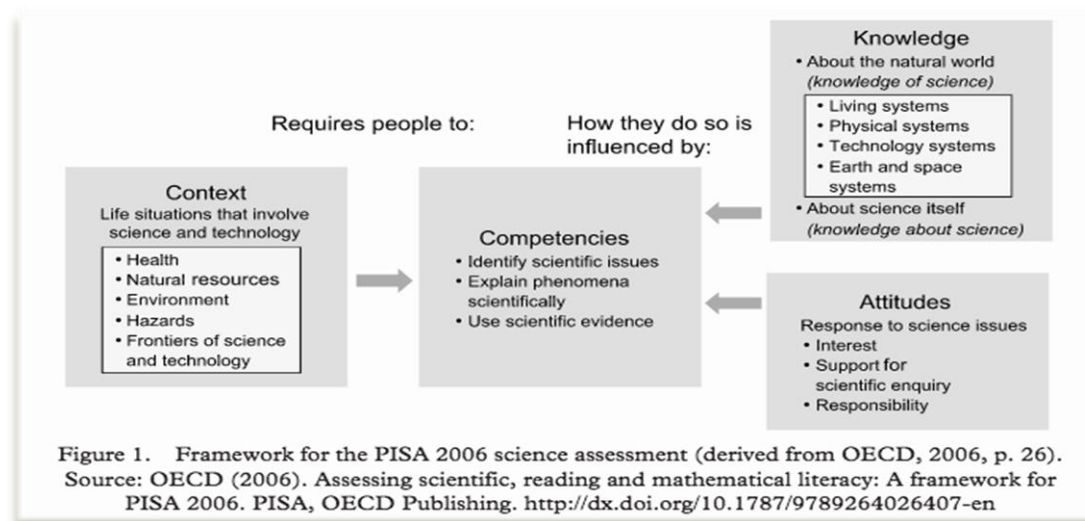 Requires people to:
How they do so is
influenced by:
Context
Life situations that involve
science and technology
• Health
• Natural resources
• Environment
• Hazards
• Frontiers of science
and technology
Competencies
• Identify scientific issues
• Explain phenomena
scientifically
• Use scientific evidence
Knowledge
• About the natural world
(knowledge of science)
• Living systems
• Physical systems
• Technology systems
• Earth and space
systems
• About science itself
(knowledge about science)
Attitudes
Response to science issues
• Interest
• Support for
scientific enquiry
• Responsibility
Figure 1. Framework for the PISA 2006 science assessment (derived from OECD, 2006, p. 26).
Source: OECD (2006). Assessing scientific, reading and mathematical literacy: A framework for
PISA 2006. PISA, OECD Publishing. http://dx.doi.org/10.1787/9789264026407-en